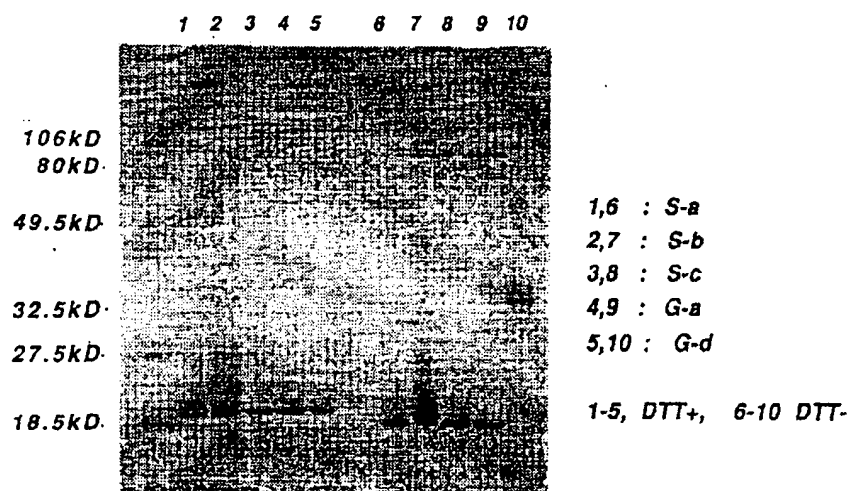 1 2 3 4 5 6 7 8 9 10
106kD
80kD
49.5kD
32.5kD
27.5kD
18.5kD
1,6 : S-a
2,7 : S-b
3,8 : S-c
4,9 : G-a
5,10 : G-d
1-5, DTT+, 6-10 DTT-